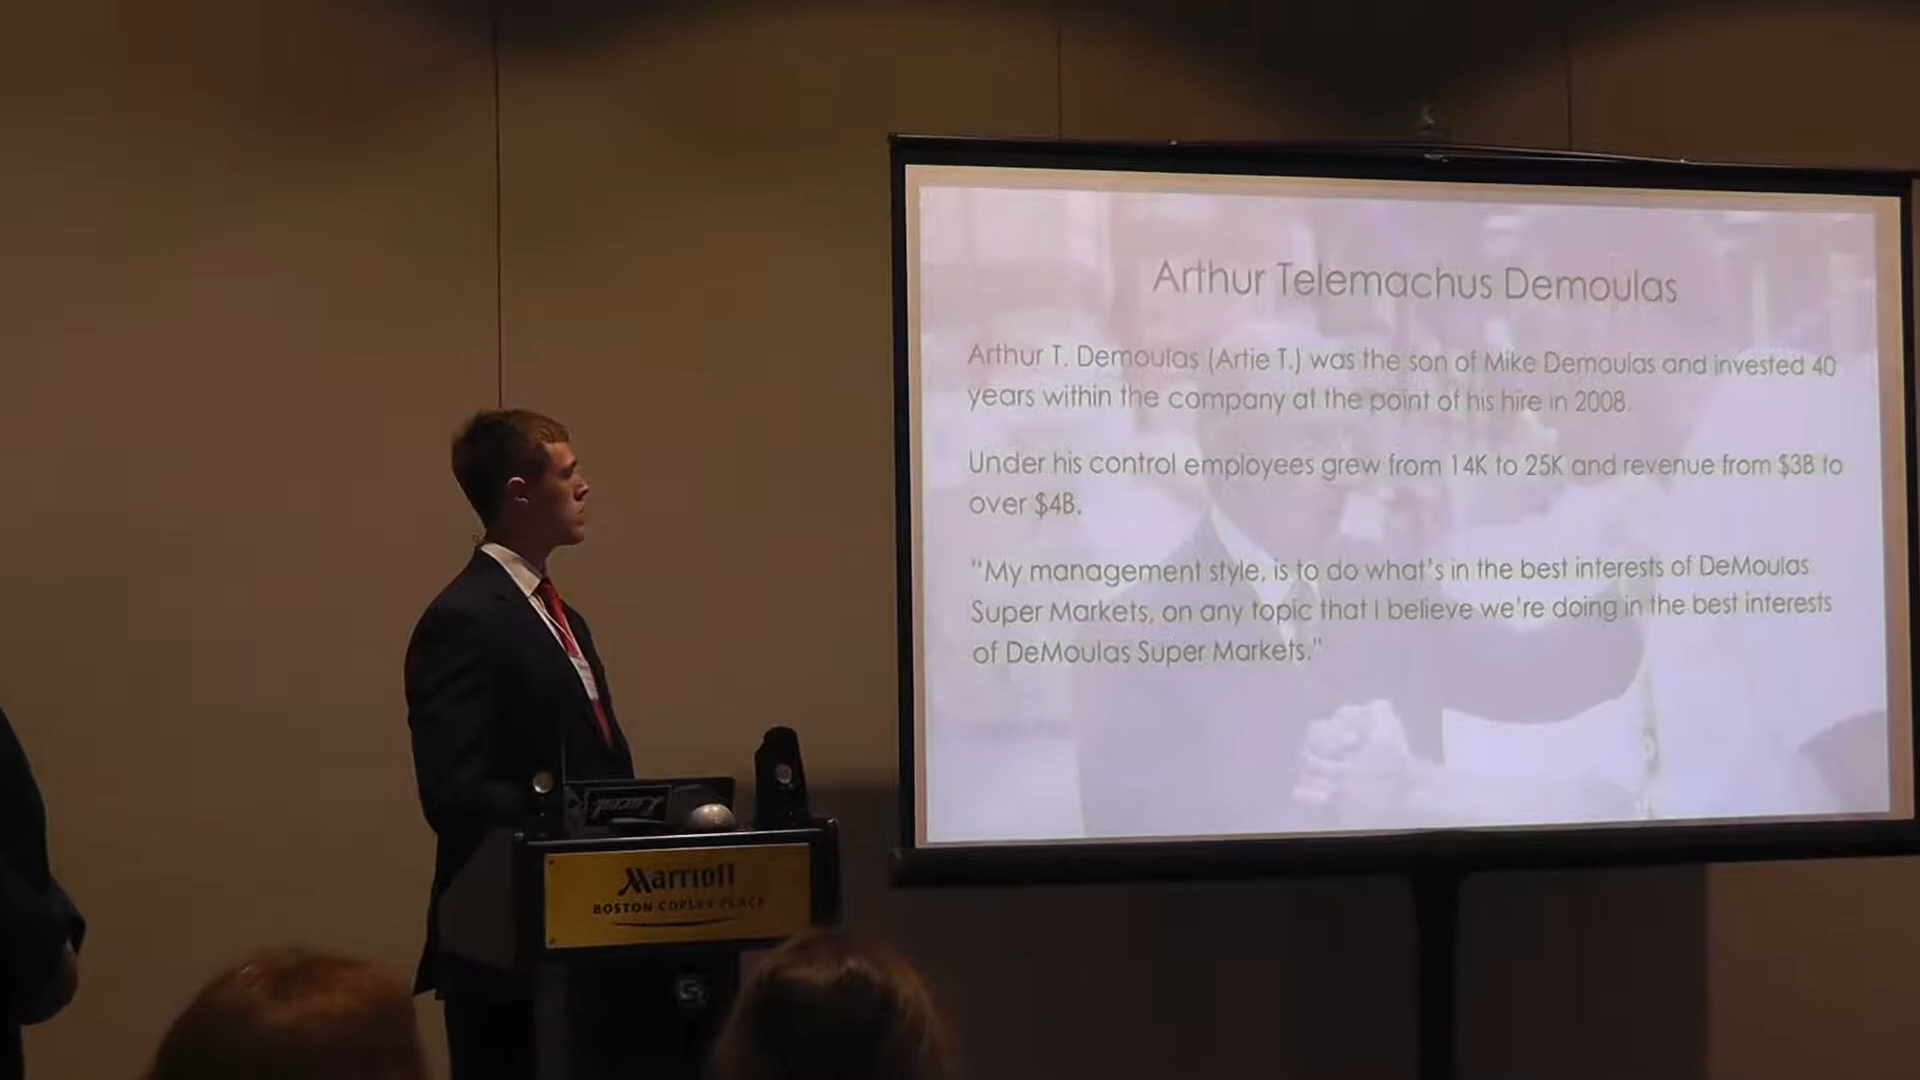 Arthur Telemachus Demoulas
Arthur T. Demoulas (Artie T.) was the son of Mike Demoulas and invested 40
years within the company at the point of his hire in 2008.
Under his control employees grew from 14K to 25K and revenue from $3B to
over $4B.
“My management style, is to do what’s in the best interests of DeMoulas
Super Markets, on any topic that I believe we’re doing in the best interests
of DeMoulas Super Markets.”
Marriott
BOSTON COPLEY PLACE